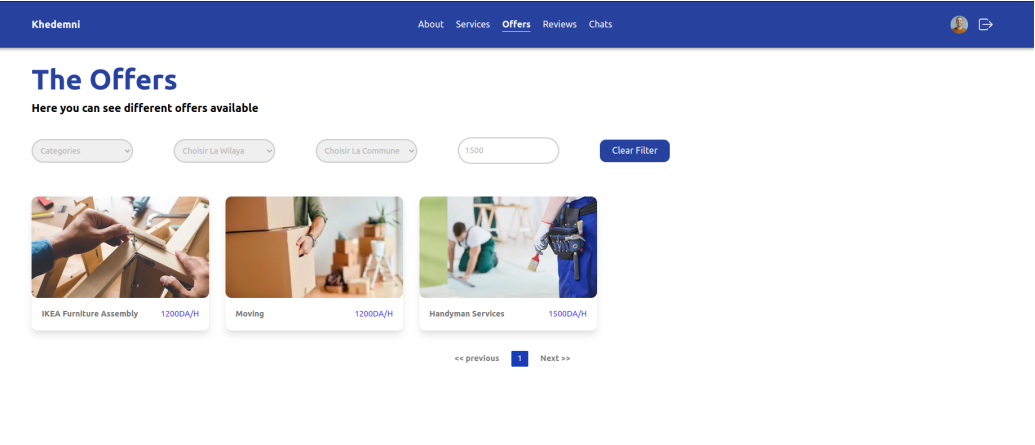 Khedemni
About Services Offers Reviews Chats
The Offers
Here you can see different offers available
Categories
Choisir La Wilaya
Choisir La Commune
1500
Clear Filter
IKEA Furniture Assembly 1200DA/H
Moving 1200DA/H
Handyman Services 1500DA/H
<< previous 1 Next >>